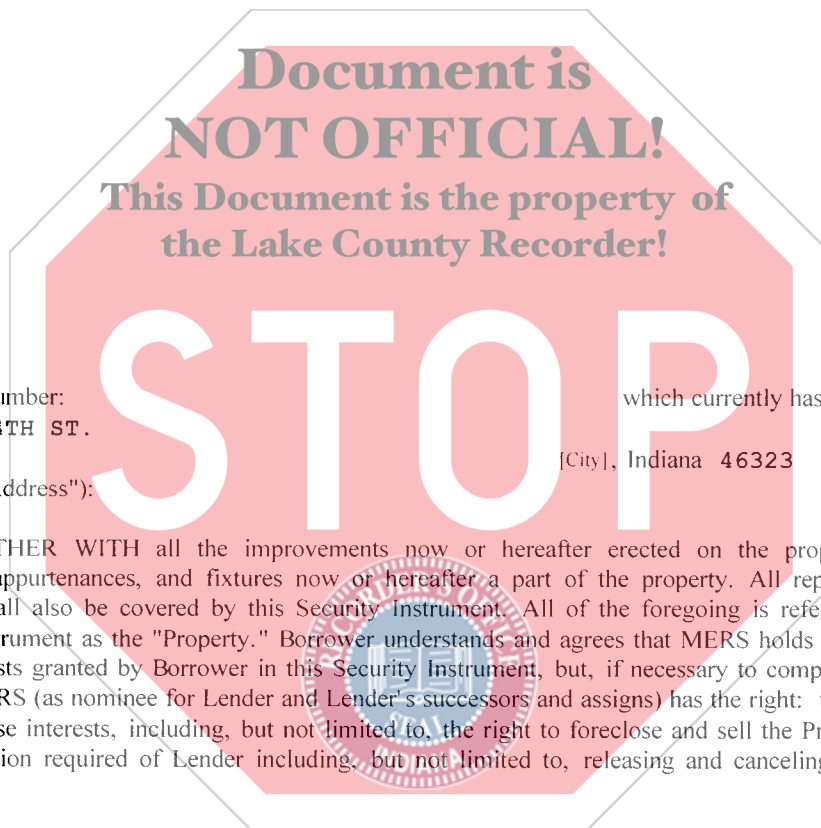 Document is
NOT OFFICIAL!
This Document is the property of
the Lake County Recorder!
STOP
umber:
which currently has
4TH ST.
[City], Indiana 46323
ddress"):
THER WITH all the improvements now or hereafter erected on the prop
appurtenances, and fixtures now or hereafter a part of the property. All rep
all also be covered by this Security Instrument. All of the foregoing is refe
rument as the "Property." Borrower understands and agrees that MERS holds
sts granted by Borrower in this Security Instrument, but, if necessary to comp
RS (as nominee for Lender and Lender's successors and assigns) has the right:
se interests, including, but not limited to, the right to foreclose and sell the Pr
ion required of Lender including, but not limited to, releasing and canceling
RECORDER'S OFFICE
SEAL
INDIANA